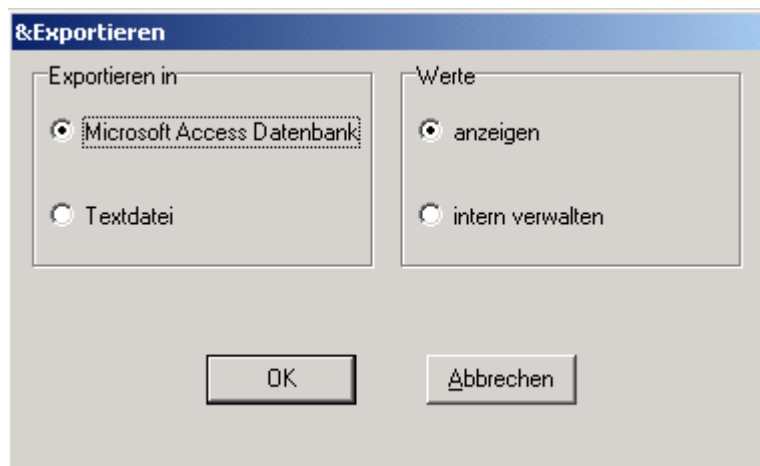 &Exportieren
Exportieren in
Microsoft Access Datenbank
Textdatei
Werte
anzeigen
intern verwalten
OK
Abbrechen